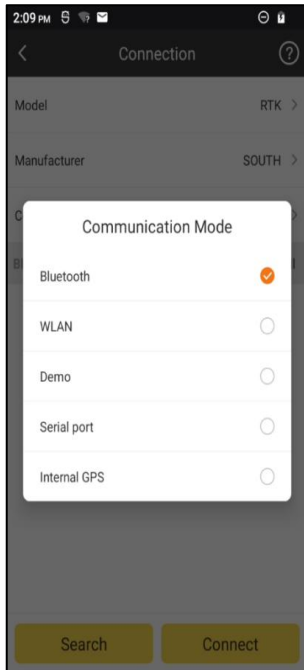 2:09 PM
Connection
Model RTK
Manufacturer SOUTH
C
Communication Mode
Bl l
Bluetooth
WLAN
Demo
Serial port
Internal GPS
Search Connect